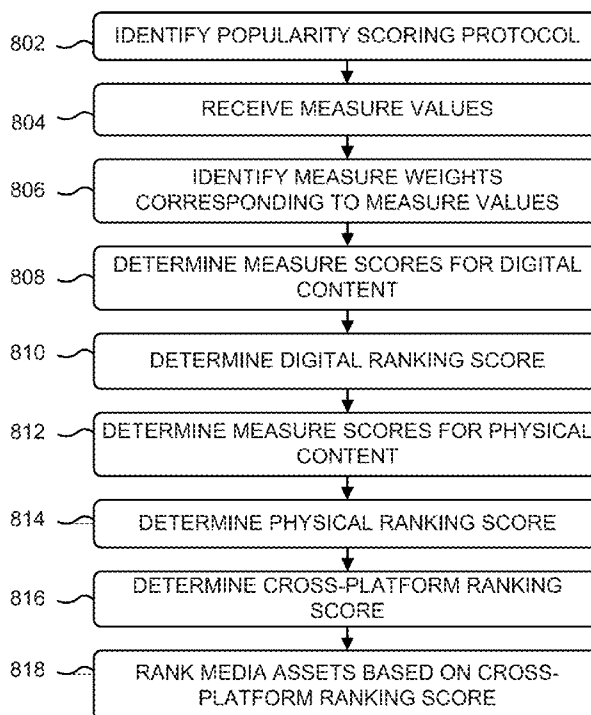 802
IDENTIFY POPULARITY SCORING PROTOCOL
804
RECEIVE MEASURE VALUES
806
IDENTIFY MEASURE WEIGHTS
CORRESPONDING TO MEASURE VALUES
808
DETERMINE MEASURE SCORES FOR DIGITAL
CONTENT
810
DETERMINE DIGITAL RANKING SCORE
812
DETERMINE MEASURE SCORES FOR PHYSICAL
CONTENT
814
DETERMINE PHYSICAL RANKING SCORE
816
DETERMINE CROSS-PLATFORM RANKING
SCORE
818
RANK MEDIA ASSETS BASED ON CROSS-
PLATFORM RANKING SCORE